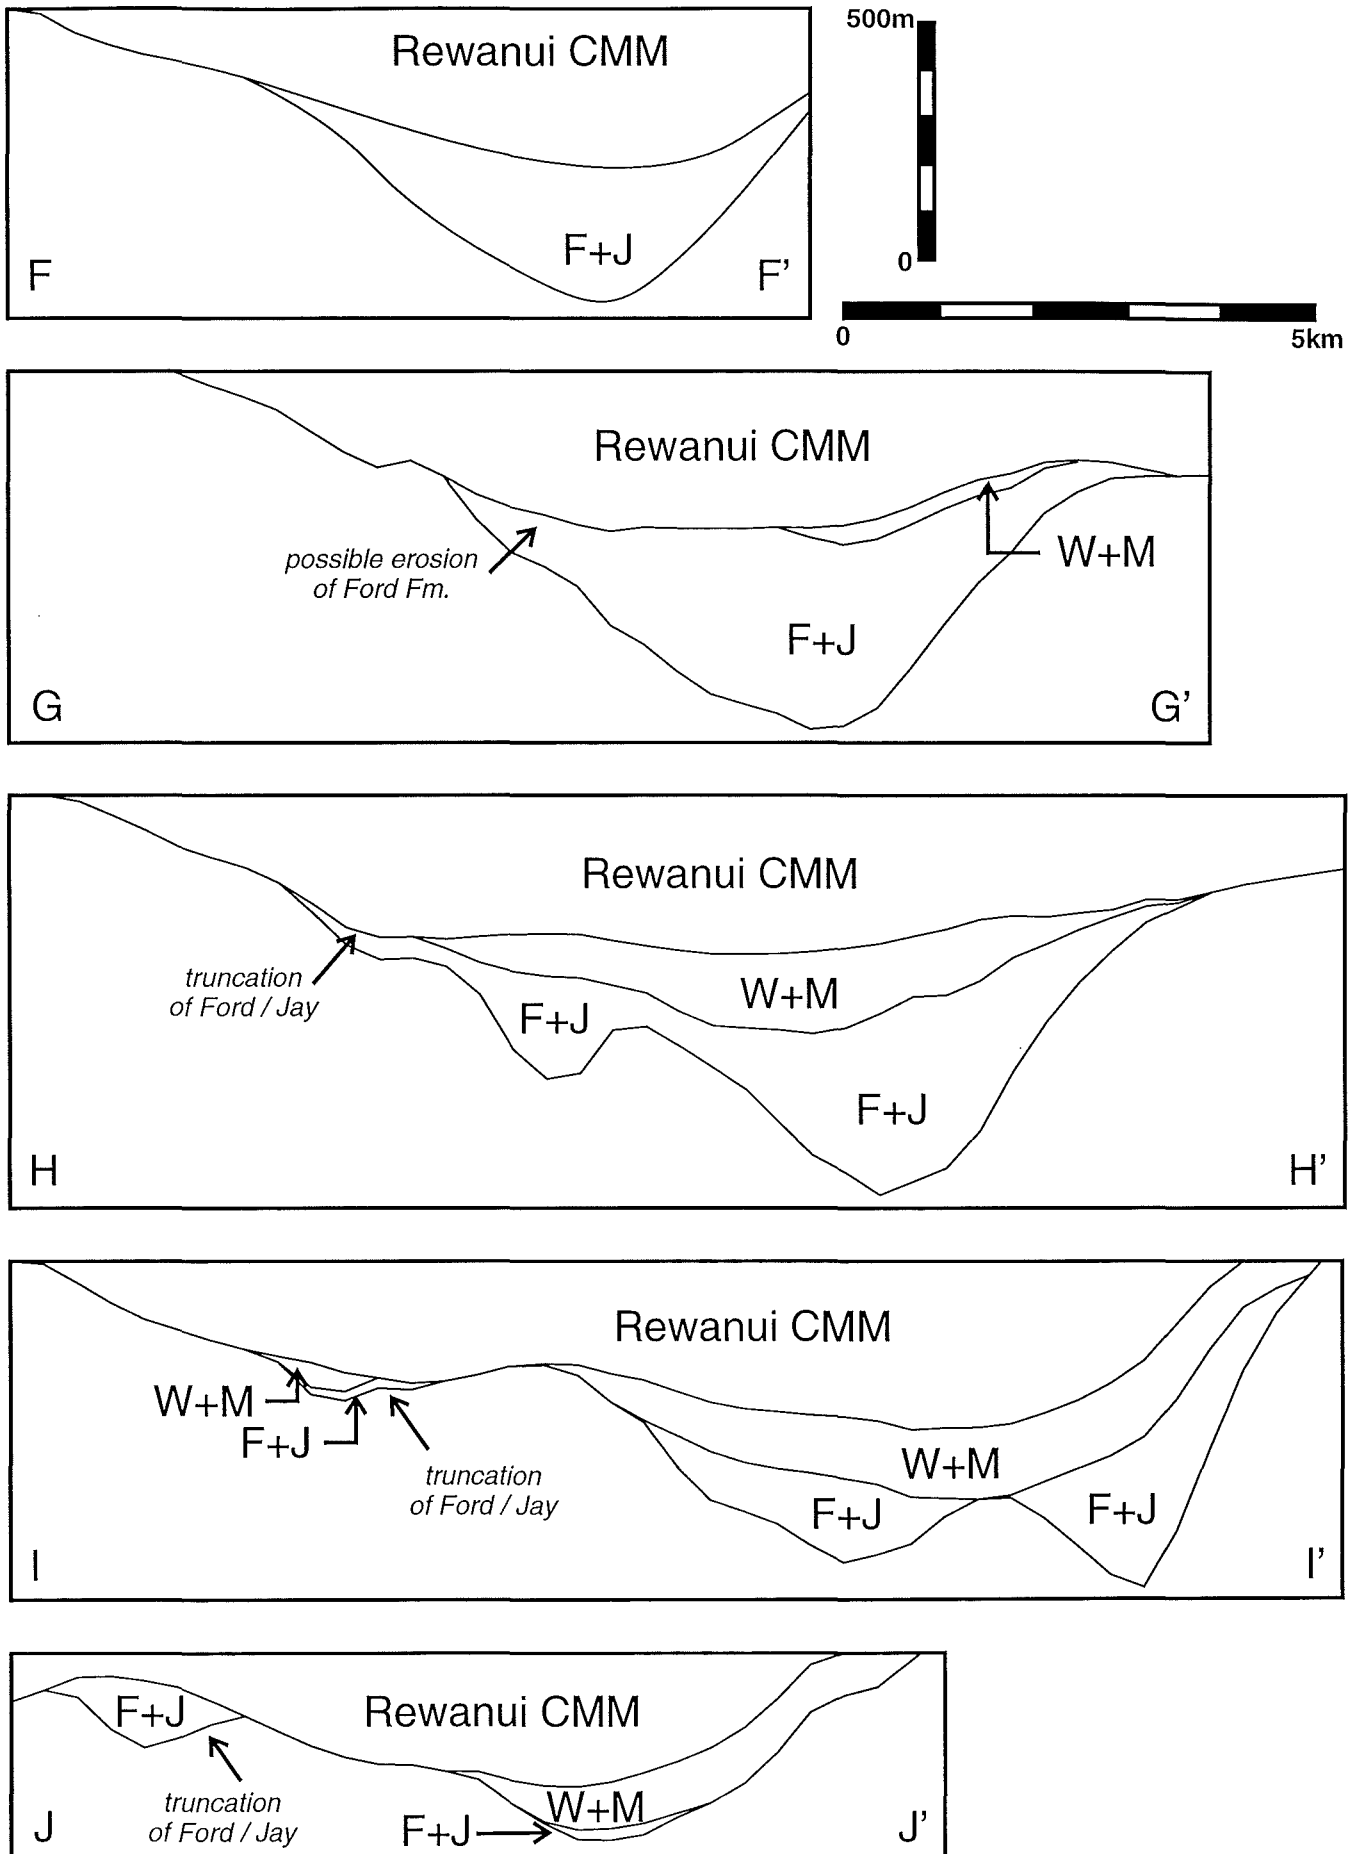 Rewanui CMM
F+J
F
F’
500m
0
0
5km
Rewanui CMM
possible erosion
of Ford Fm.
W+M
F+J
G
G’
Rewanui CMM
truncation
of Ford / Jay
W+M
F+J
F+J
H
H’
Rewanui CMM
W+M
F+J
truncation
of Ford / Jay
W+M
F+J
F+J
I
I’
F+J
Rewanui CMM
truncation
of Ford / Jay
W+M
F+J
J
J’